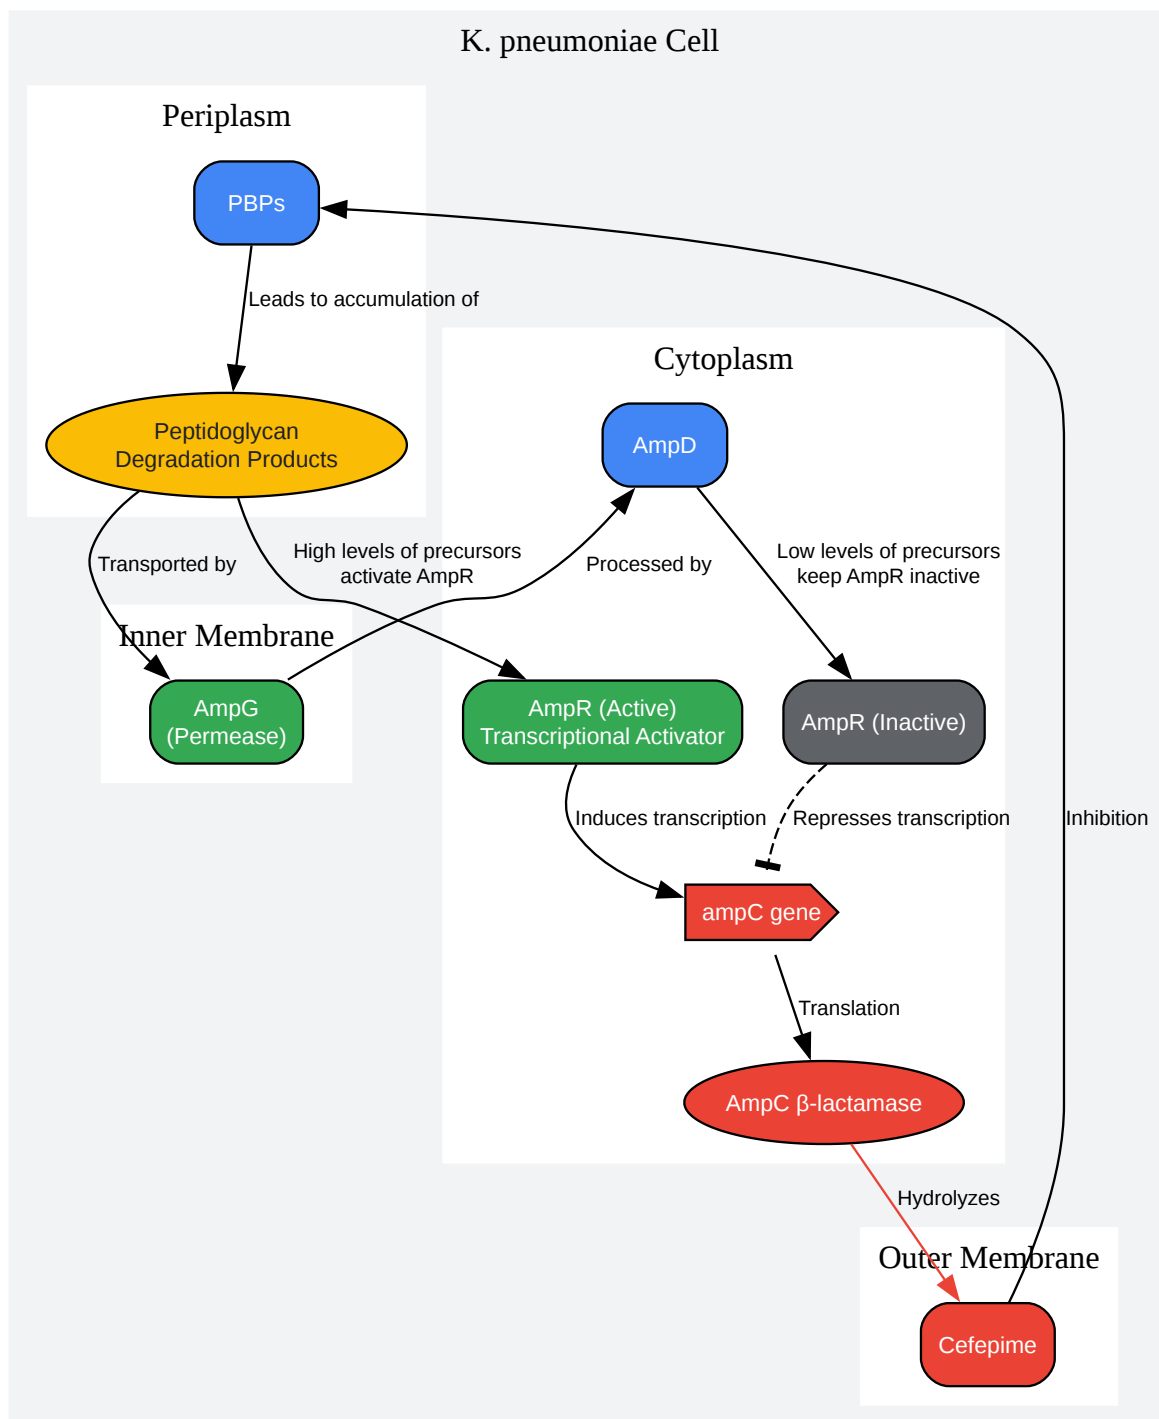 K. pneumoniae Cell
Periplasm
PBPs
Leads to accumulation of
Cytoplasm
Peptidoglycan
Degradation Products
AmpD
Transported by
High levels of precursors
activate AmpR
Processed by
Low levels of precursors
keep AmpR inactive
Inner Membrane
AmpG
(Permease)
AmpR (Active)
Transcriptional Activator
AmpR (Inactive)
Induces transcription
Represses transcription
Inhibition
ampC gene
Translation
AmpC β-lactamase
Hydrolyzes
Outer Membrane
Cefepime